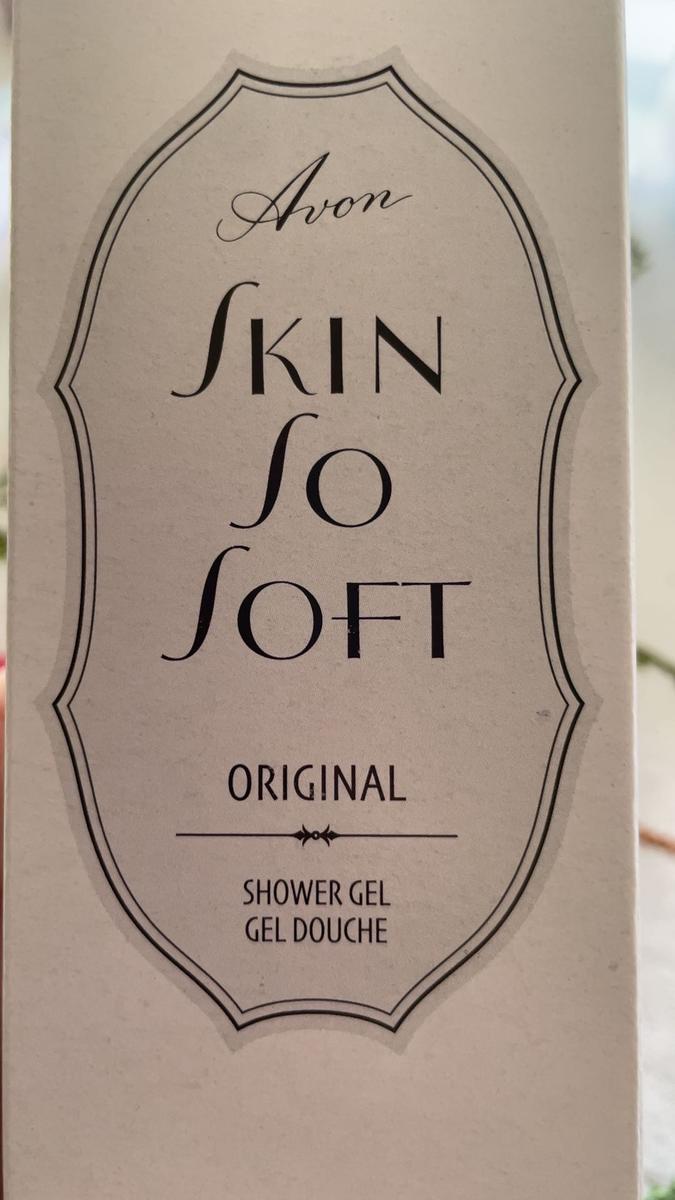 Avon
SKIN
SO
SOFT
ORIGINAL
SHOWER GEL
GEL DOUCHE